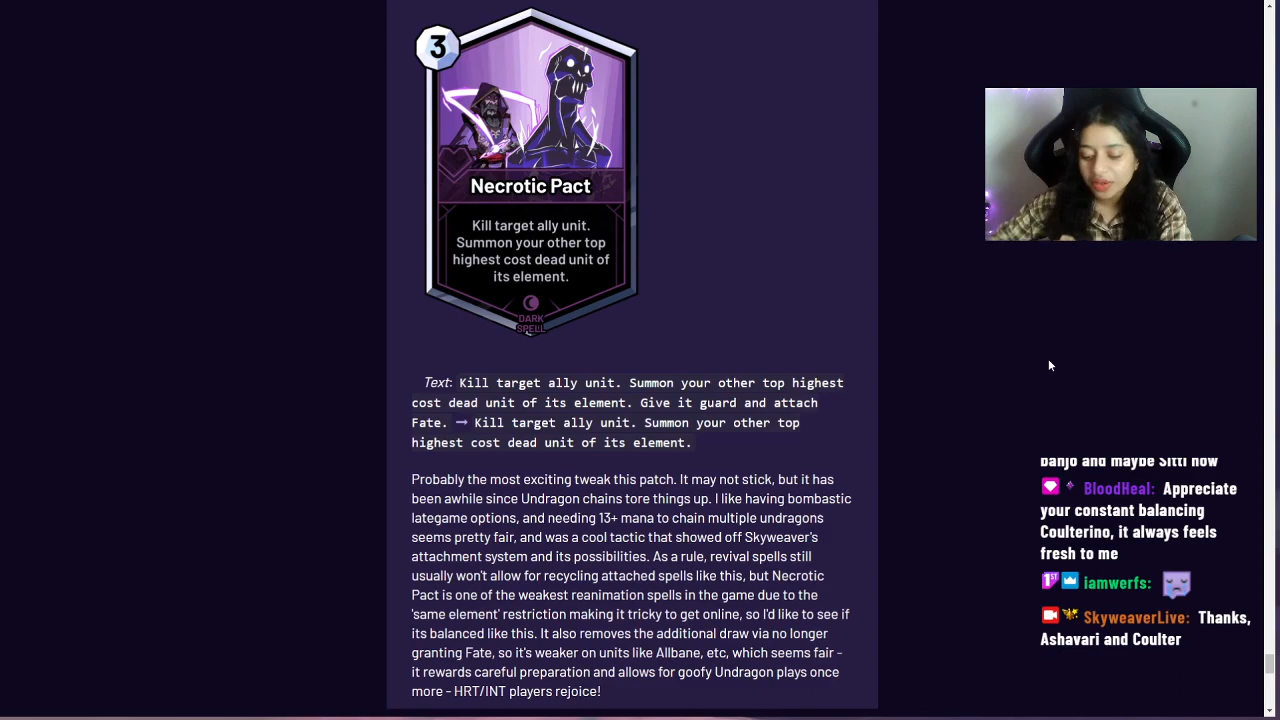 3
Necrotic Pact
Kill target ally unit.
Summon your other top
highest cost dead unit of
its element.
DARK
SPELL
Text: Kill target ally unit. Summon your other top highest
cost dead unit of its element. Give it guard and attach
Fate. → Kill target ally unit. Summon your other top
highest cost dead unit of its element.
Probably the most exciting tweak this patch. It may not stick, but it has
been awhile since Undragon chains tore things up. I like having bombastic
lategame options, and needing 13+ mana to chain multiple undragons
seems pretty fair, and was a cool tactic that showed off Skyweaver's
attachment system and its possibilities. As a rule, revival spells still
usually won't allow for recycling attached spells like this, but Necrotic
Pact is one of the weakest reanimation spells in the game due to the
'same element' restriction making it tricky to get online, so I'd like to see if
its balanced like this. It also removes the additional draw via no longer
granting Fate, so it's weaker on units like Allbane, etc, which seems fair -
it rewards careful preparation and allows for goofy Undragon plays once
more - HRT/INT players rejoice!
banjo and maybe Sitti now
BloodHeal: Appreciate
your constant balancing
Coulterino, it always feels
fresh to me
1ST iamwerfs:
SkyweaverLive: Thanks,
Ashavari and Coulter